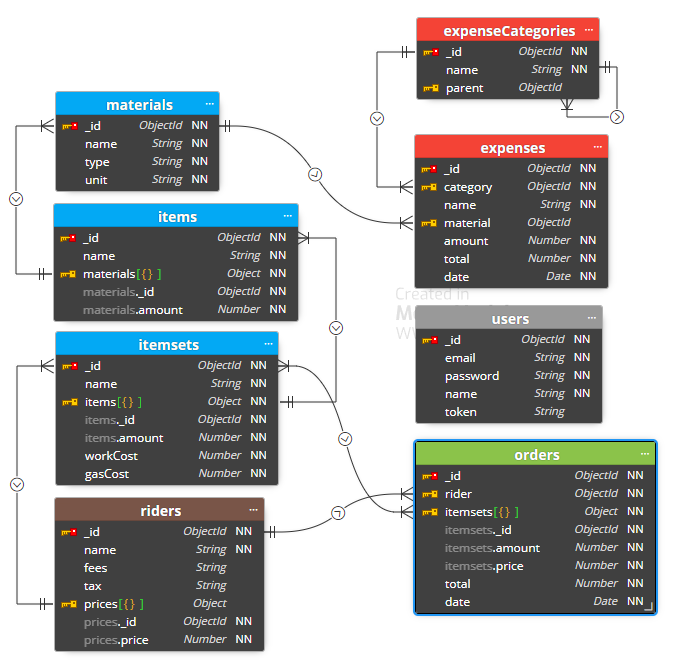 expenseCategories ...
_id ObjectId NN
name String NN
parent ObjectId
materials ...
_id ObjectId NN
name String NN
type String NN
unit String NN
expenses ...
_id ObjectId NN
category ObjectId NN
name String NN
material ObjectId
amount Number NN
total Number NN
date Date NN
items ...
_id ObjectId NN
name String NN
materials[{} ] Object NN
materials._id ObjectId NN
materials.amount Number NN
Created in
users ...
_id ObjectId NN
email String NN
password String NN
name String NN
token String
itemsets ...
_id ObjectId NN
name String NN
items[{} ] Object NN
items._id ObjectId NN
items.amount Number NN
workCost Number NN
gasCost Number NN
orders ...
_id ObjectId NN
rider ObjectId NN
itemsets[{} ] Object NN
itemsets._id ObjectId NN
itemsets.amount Number NN
itemsets.price Number NN
total Number NN
date Date NN
riders ...
_id ObjectId NN
name String NN
fees String
tax String
prices[{} ] Object
prices._id ObjectId NN
prices.price Number NN